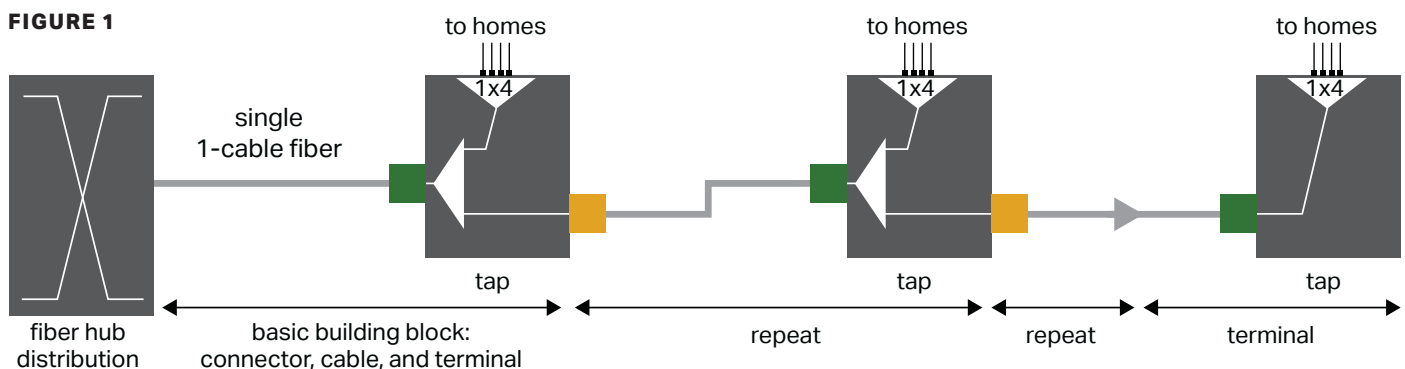 FIGURE 1
to homes
to homes
to homes
1x4
1x4
1x4
single
1-cable fiber
tap
tap
tap
fiber hub
distribution
basic building block:
connector, cable, and terminal
repeat
repeat
terminal